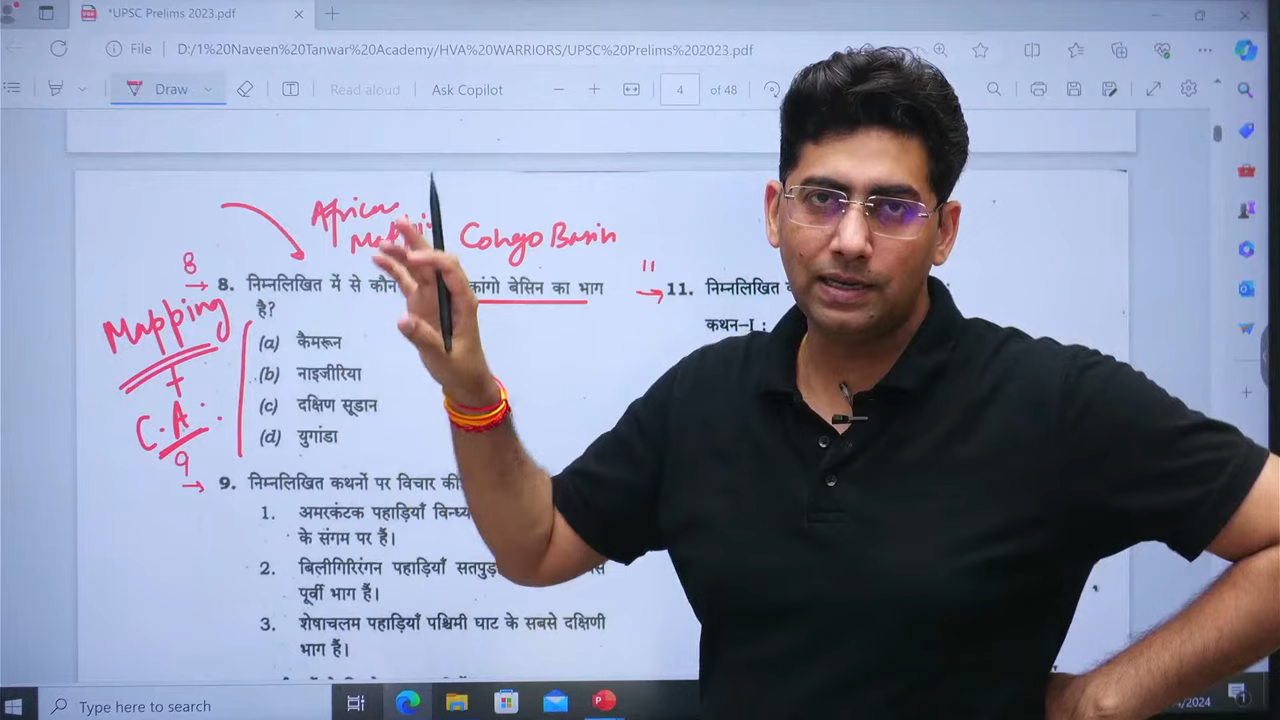 *UPSC Prelims 2023.pdf
File
D:/1%20Naveen%20Tanwar%20Academy/HVA%20WARRIORS/UPSC%20Prelims%202023.pdf
Draw
Read aloud
Ask Copilot
4
of 48
Africa
Congo Basin
8
8. निम्नलिखित में से कौन कांगो बेसिन का भाग
है?
Mapping
+
C.A.
(a) कैमरून
(b) नाइजीरिया
(c) दक्षिण सूडान
(d) युगांडा
9
9. निम्नलिखित कथनों पर विचार
1. अमरकंटक पहाड़ियाँ
के संगम पर हैं।
2. बिलीगिरिरंगन पहाड़ियाँ
पूर्वी भाग हैं।
3. शेषाचलम पहाड़ियाँ पश्चिमी घाट के सबसे दक्षिणी
भाग हैं।
11
11. निम्नलिखित
कथन-I :
Type here to search
/2024
1